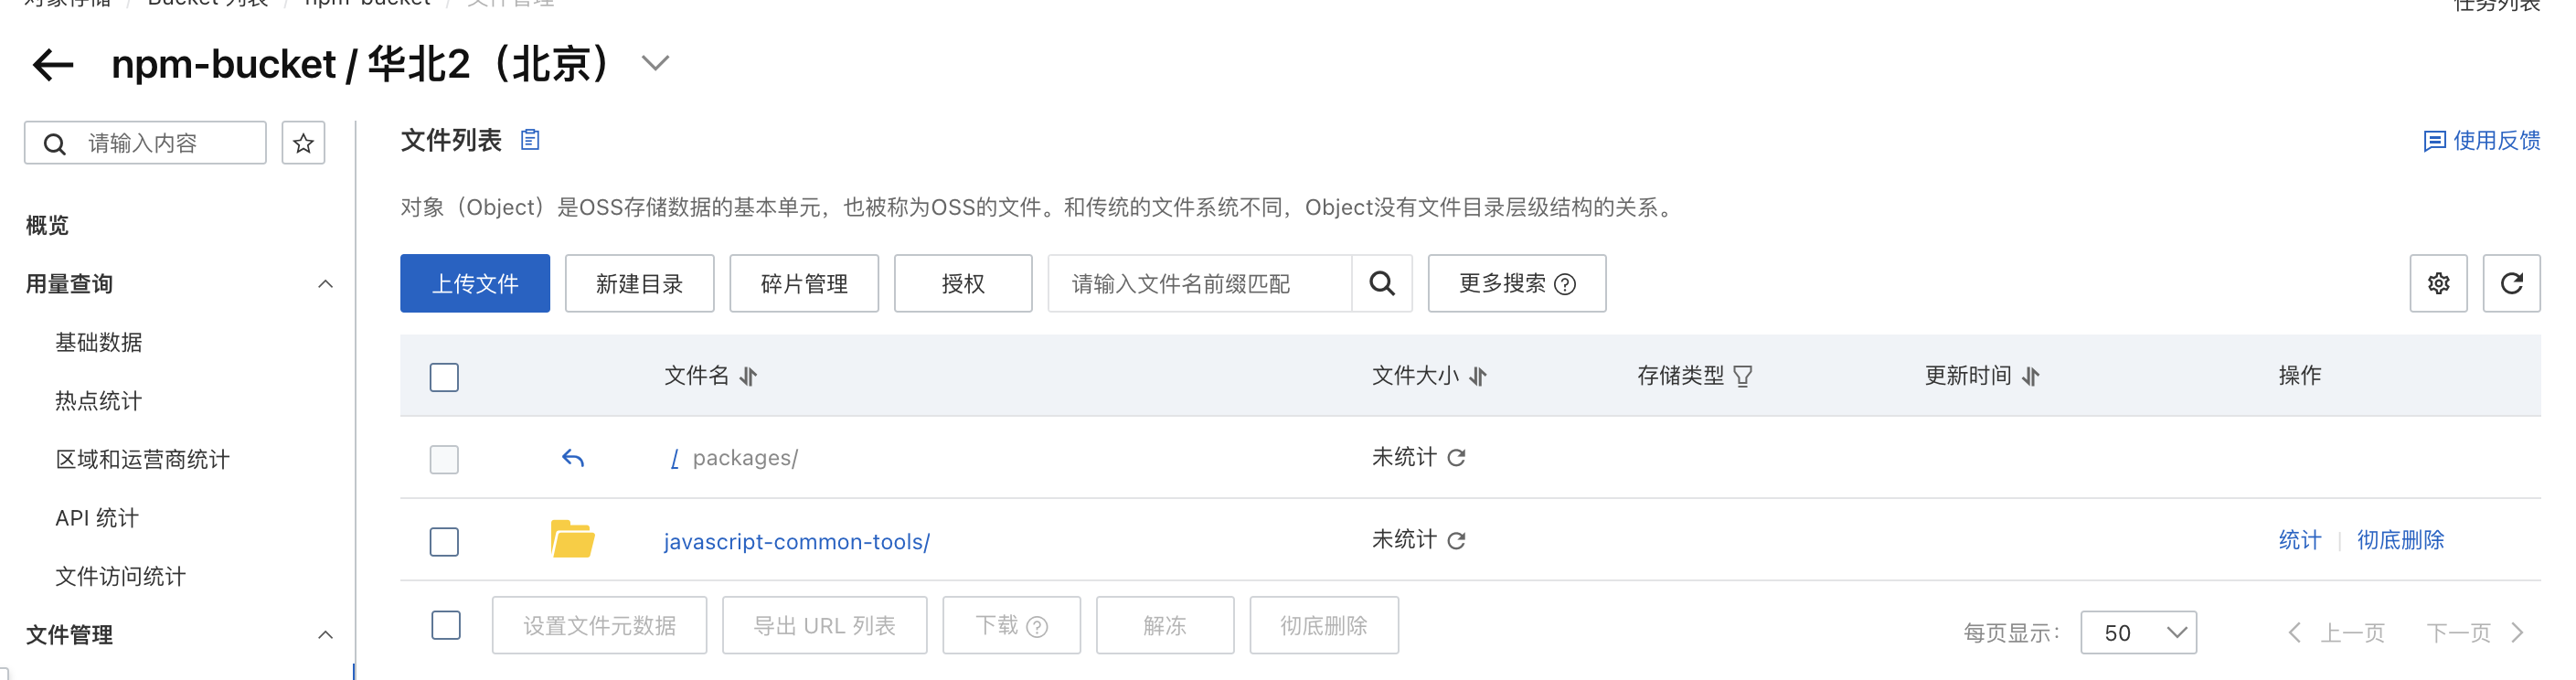 对象存储 / Bucket 列表 / npm-bucket / 文件管理
任务列表
npm-bucket / 华北2（北京）
请输入内容
概览
用量查询
基础数据
热点统计
区域和运营商统计
API 统计
文件访问统计
文件管理
文件列表
使用反馈
对象（Object）是OSS存储数据的基本单元，也被称为OSS的文件。和传统的文件系统不同，Object没有文件目录层级结构的关系。
上传文件 新建目录 碎片管理 授权 请输入文件名前缀匹配 更多搜索
文件名 文件大小 存储类型 更新时间 操作
/ packages/ 未统计
javascript-common-tools/ 未统计 统计 | 彻底删除
设置文件元数据 导出 URL 列表 下载 解冻 彻底删除 每页显示： 50 上一页 下一页